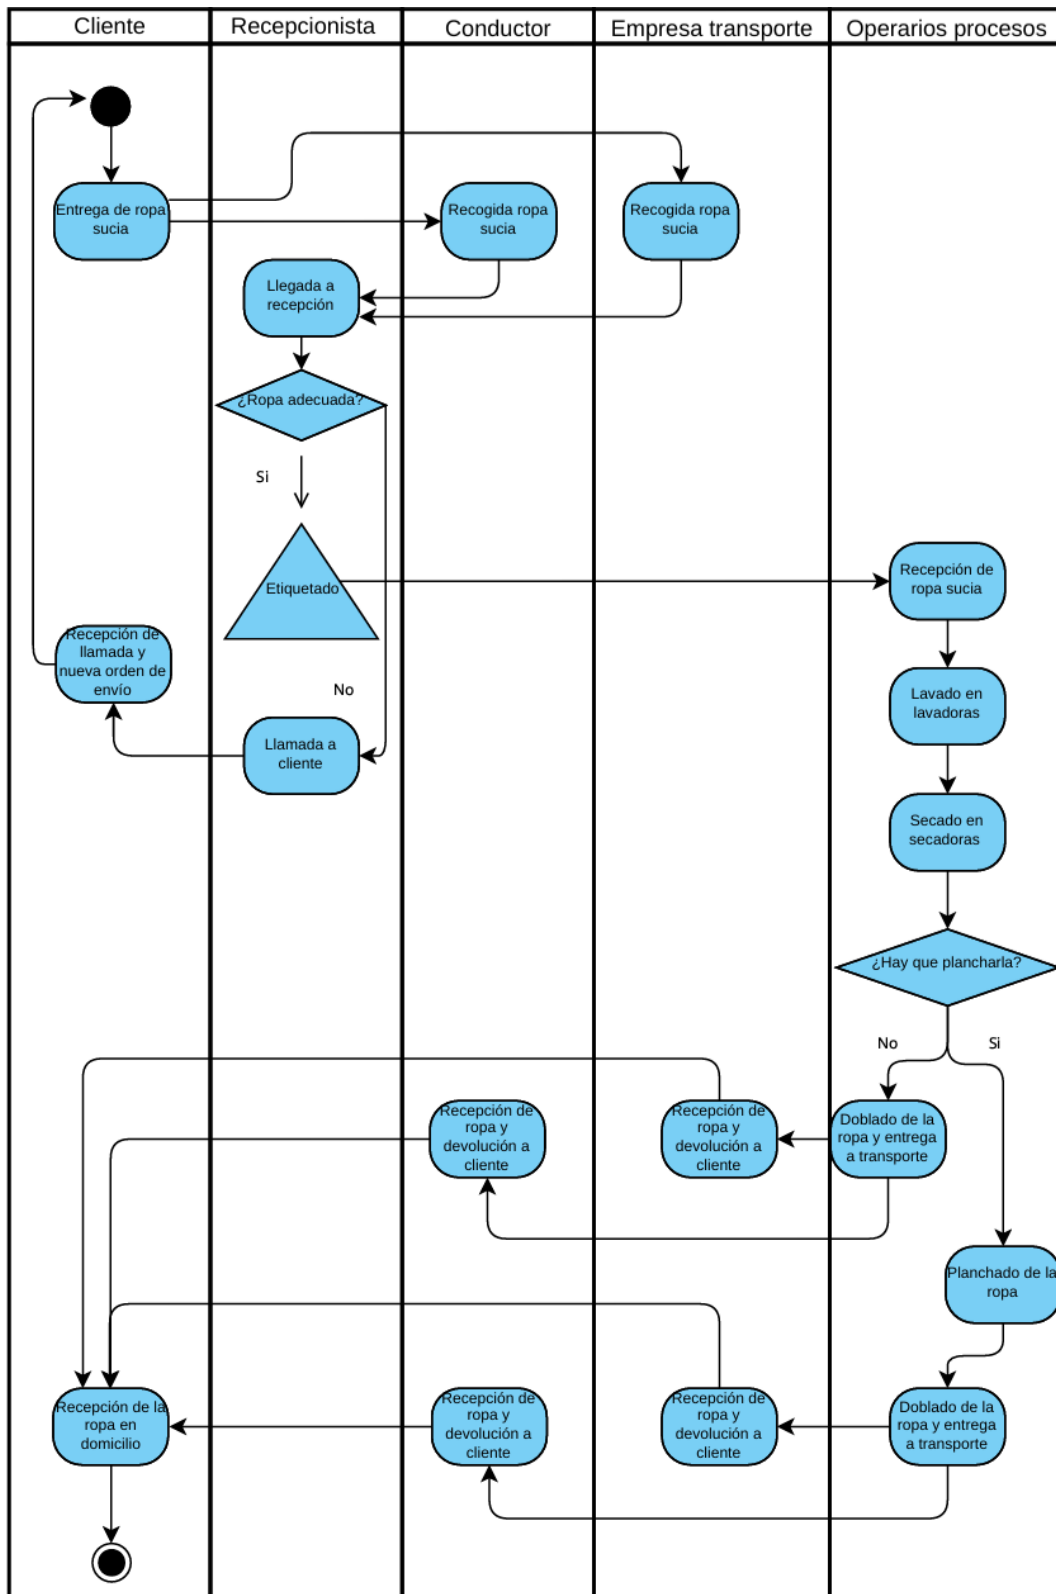 Cliente
Recepcionista
Conductor
Empresa transporte
Operarios procesos
Entrega de ropa
sucia
Recogida ropa
sucia
Recogida ropa
sucia
Llegada a
recepción
¿Ropa adecuada?
Si
Etiquetado
Recepción de
ropa sucia
Recepción de
llamada y
nueva orden de
envío
No
Llamada a
cliente
Lavado en
lavadoras
Secado en
secadoras
¿Hay que plancharla?
No
Si
Recepción de
ropa y
devolución a
cliente
Recepción de
ropa y
devolución a
cliente
Doblado de la
ropa y entrega
a transporte
Planchado de la
ropa
Recepción de la
ropa en
domicilio
Recepción de
ropa y
devolución a
cliente
Recepción de
ropa y
devolución a
cliente
Doblado de la
ropa y entrega
a transporte